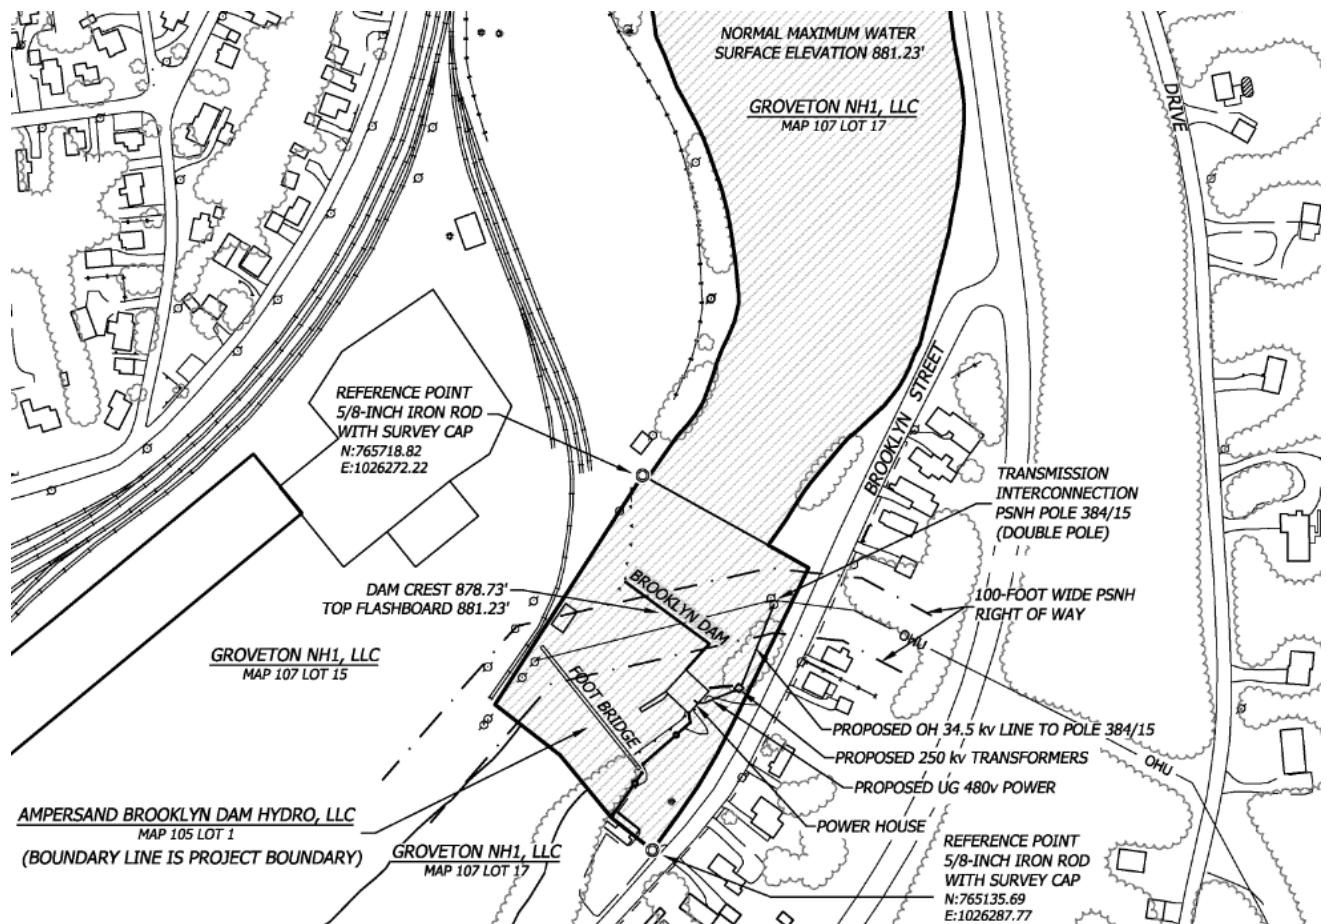 NORMAL MAXIMUM WATER
SURFACE ELEVATION 881.23'
GROVETON NH1, LLC
MAP 107 LOT 17
DRIVE
BROOKLYN STREET
REFERENCE POINT
5/8-INCH IRON ROD
WITH SURVEY CAP
N:765718.82
E:1026272.22
TRANSMISSION
INTERCONNECTION
PSNH POLE 384/15
(DOUBLE POLE)
DAM CREST 878.73'
TOP FLASHBOARD 881.23'
BROOKLYN DAM
100-FOOT WIDE PSNH
RIGHT OF WAY
OHU
GROVETON NH1, LLC
MAP 107 LOT 15
FOOT BRIDGE
PROPOSED OH 34.5 kv LINE TO POLE 384/15
PROPOSED 250 kv TRANSFORMERS
OHU
PROPOSED UG 480v POWER
AMPERSAND BROOKLYN DAM HYDRO, LLC
MAP 105 LOT 1
(BOUNDARY LINE IS PROJECT BOUNDARY)
POWER HOUSE
GROVETON NH1, LLC
MAP 107 LOT 17
REFERENCE POINT
5/8-INCH IRON ROD
WITH SURVEY CAP
N:765135.69
E:1026287.77